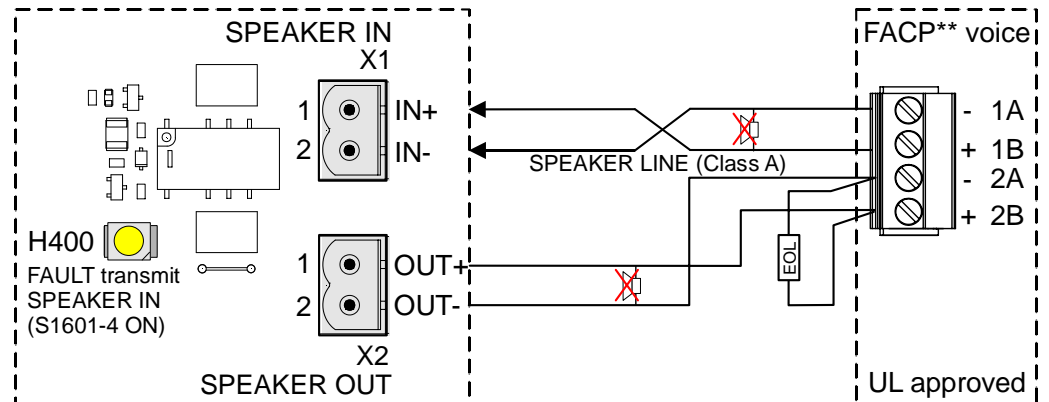 SPEAKER IN
X1
1 IN+
2 IN-
SPEAKER LINE (Class A)
FACP** voice
- 1A
+ 1B
- 2A
+ 2B
EOL
H400
FAULT transmit
SPEAKER IN
(S1601-4 ON)
1 OUT+
2 OUT-
X2
SPEAKER OUT
UL approved